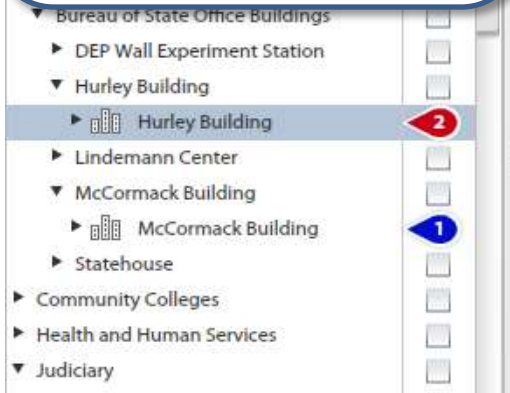 Bureau of State Office Buildings
DEP Wall Experiment Station
Hurley Building
Hurley Building 2
Lindemann Center
McCormack Building
McCormack Building 1
Statehouse
Community Colleges
Health and Human Services
Judiciary